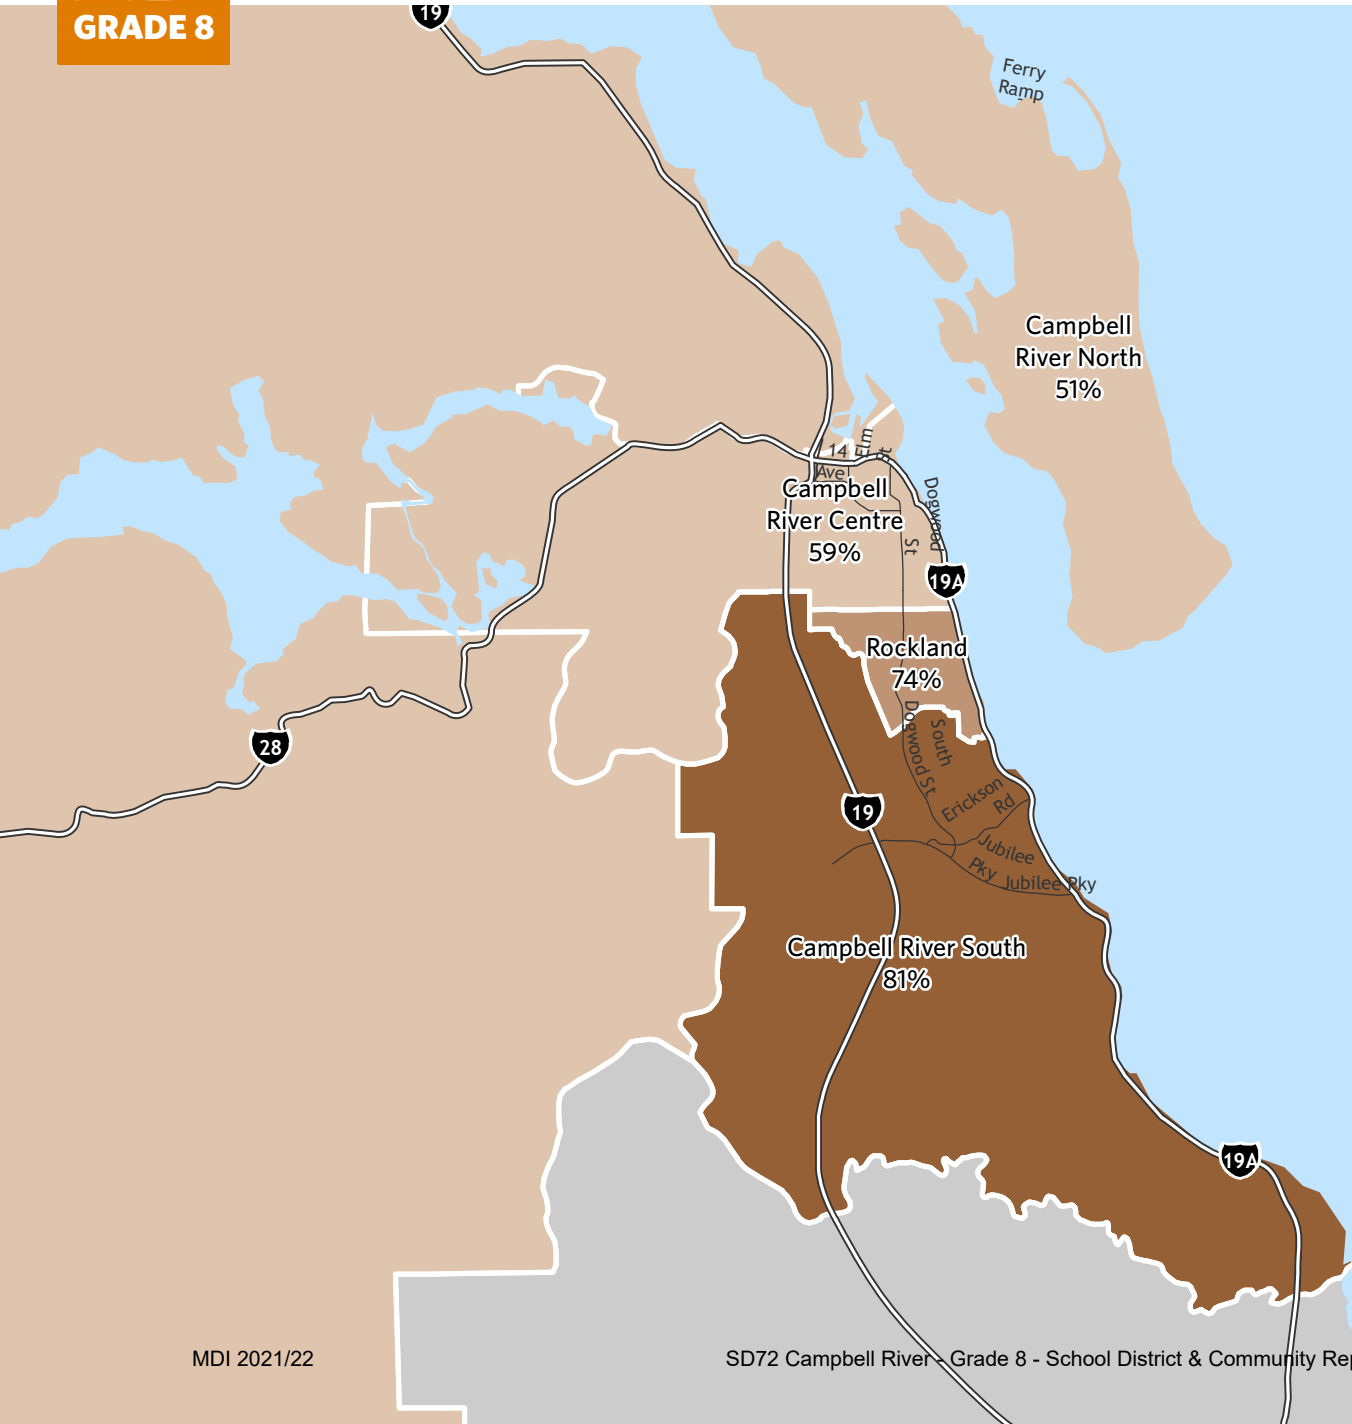 GRADE 8
19
Ferry
Ramp
Campbell
River North
51%
14
Ave
Elm
St
Campbell
River Centre
59%
Dogwood
St
19A
Rockland
74%
28
Dogwood St
South
19
Erickson
Rd
Jubilee
Pky
Jubilee Pky
Campbell River South
81%
19A
MDI 2021/22
SD72 Campbell River - Grade 8 - School District & Community